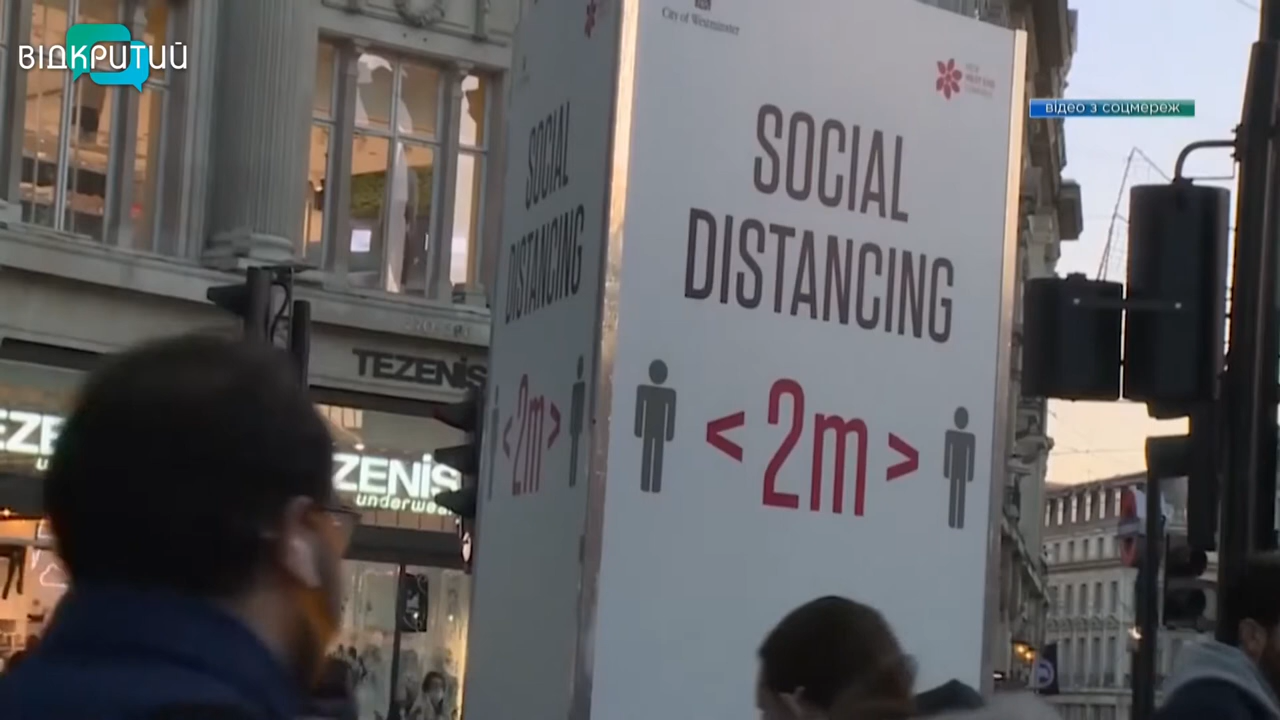 ВІДКРИТИЙ
City of Westminster
відео з соцмереж
SOCIAL
DISTANCING
< 2m >
SOCIAL
DISTANCING
<2m>
TEZENIS
ZENIS
underwear